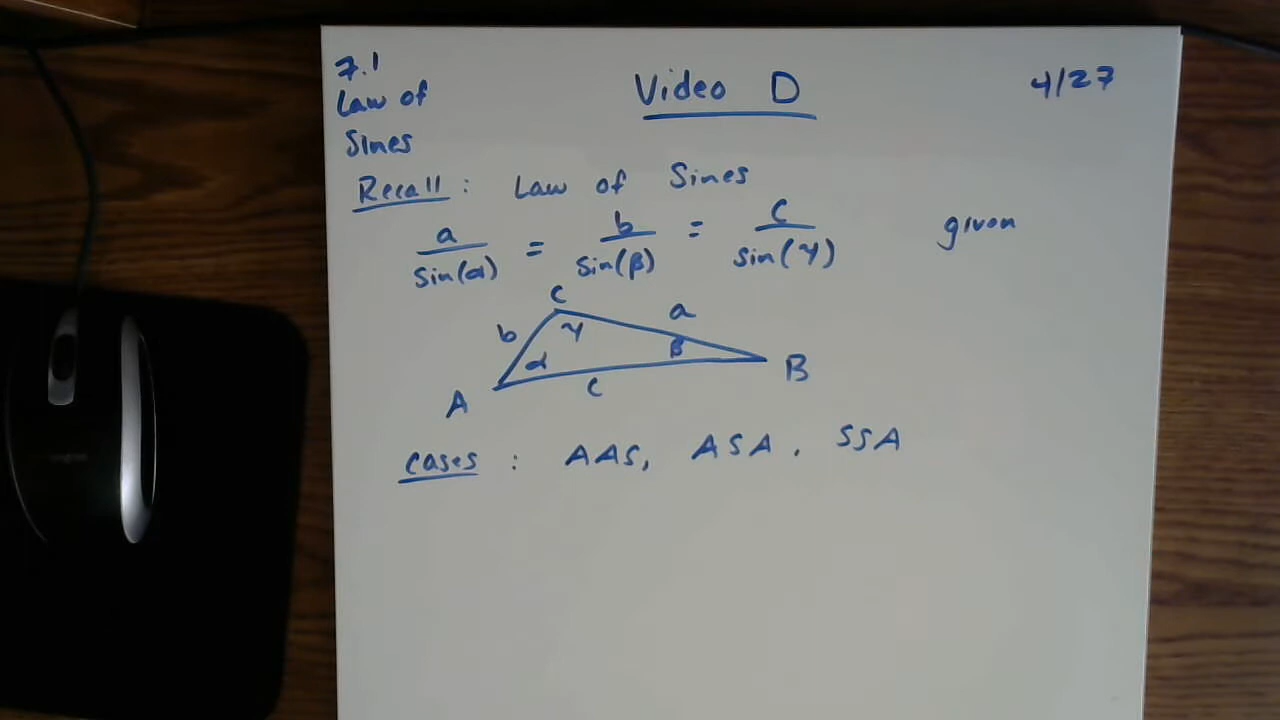 7.1
Law of
Sines
Video D
4/27
Recall : Law of Sines
a/sin(α) = b/sin(β) = c/sin(γ) given
C
b γ a
α β
A c B
cases : AAS, ASA, SSA